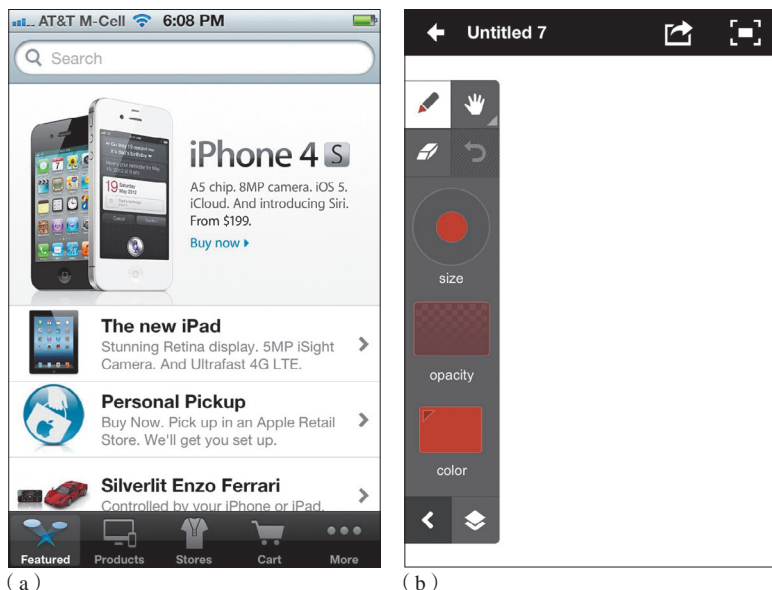 AT&T M-Cell 6:08 PM
Search
iPhone 4 S
A5 chip. 8MP camera. iOS 5.
iCloud. And introducing Siri.
From $199.
Buy now
The new iPad
Stunning Retina display. 5MP iSight
Camera. And Ultrafast 4G LTE.
Personal Pickup
Buy Now. Pick up in an Apple Retail
Store. We'll get you set up.
Silverlit Enzo Ferrari
Controlled by your iPhone or iPad.
Featured Products Stores Cart More
(a)
Untitled 7
size
opacity
color
(b)